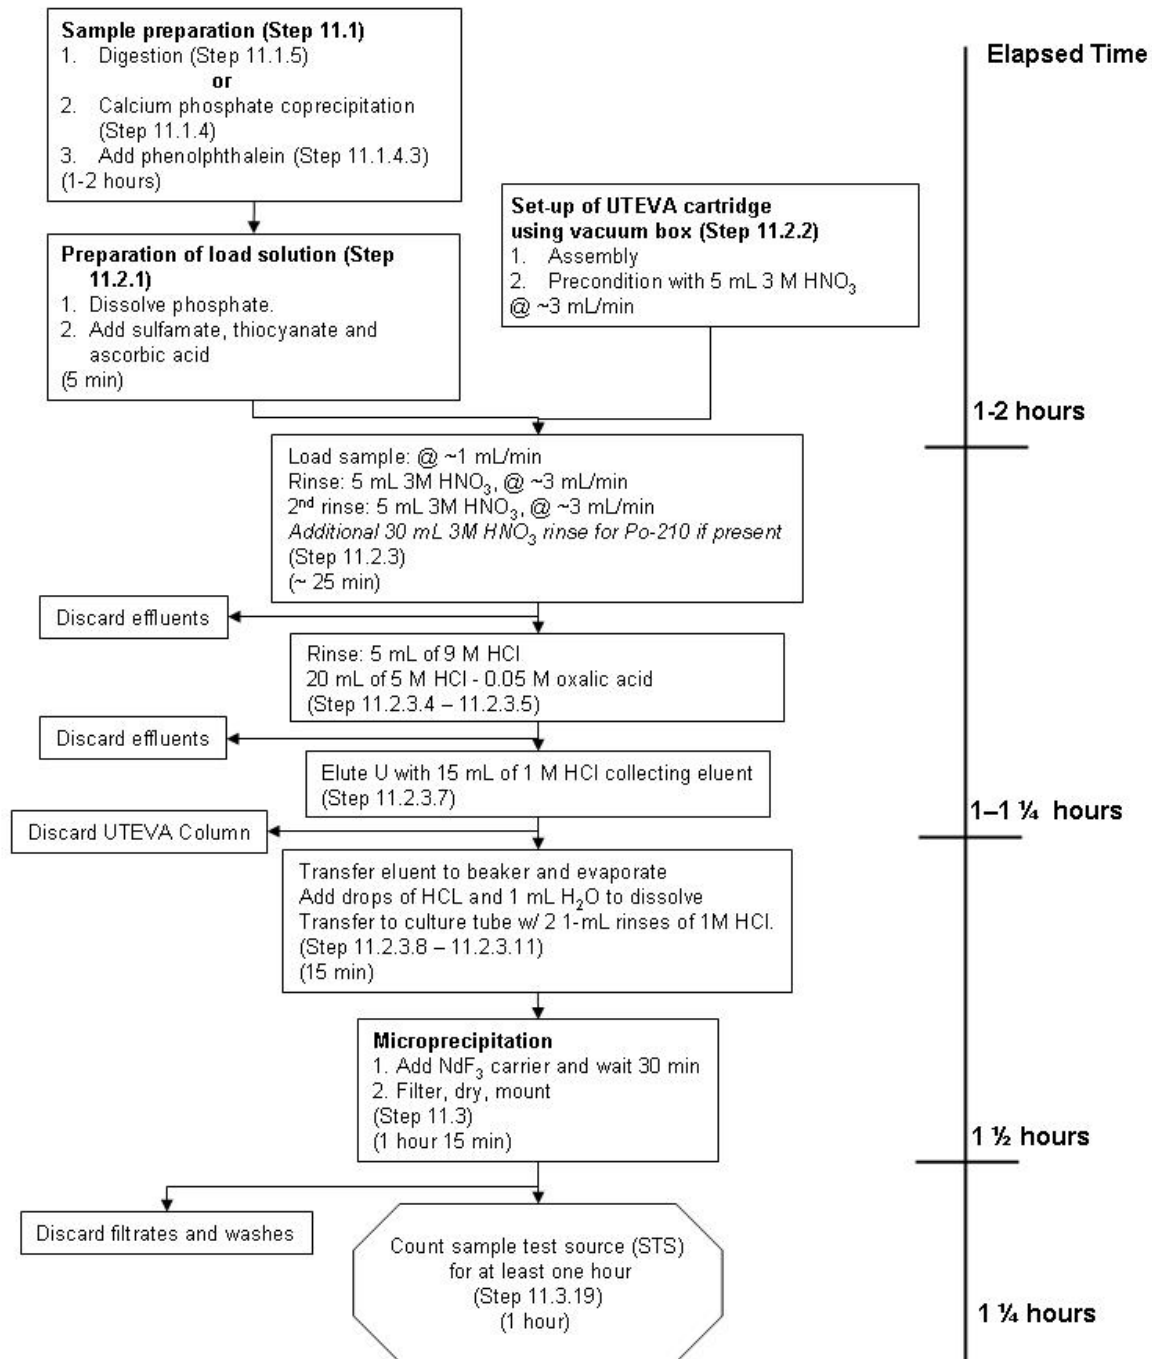 Sample preparation (Step 11.1)
1. Digestion (Step 11.1.5)
or
2. Calcium phosphate coprecipitation
(Step 11.1.4)
3. Add phenolphthalein (Step 11.1.4.3)
(1-2 hours)
Elapsed Time
Set-up of UTEVA cartridge
using vacuum box (Step 11.2.2)
1. Assembly
2. Precondition with 5 mL 3 M HNO₃
@ ~3 mL/min
Preparation of load solution (Step
11.2.1)
1. Dissolve phosphate.
2. Add sulfamate, thiocyanate and
ascorbic acid
(5 min)
1-2 hours
Load sample: @ ~1 mL/min
Rinse: 5 mL 3M HNO₃, @ ~3 mL/min
2nd rinse: 5 mL 3M HNO₃, @ ~3 mL/min
Additional 30 mL 3M HNO₃ rinse for Po-210 if present
(Step 11.2.3)
(~ 25 min)
Discard effluents
Rinse: 5 mL of 9 M HCl
20 mL of 5 M HCl - 0.05 M oxalic acid
(Step 11.2.3.4 – 11.2.3.5)
Discard effluents
Elute U with 15 mL of 1 M HCl collecting eluent
(Step 11.2.3.7)
1–1 ¼ hours
Discard UTEVA Column
Transfer eluent to beaker and evaporate
Add drops of HCL and 1 mL H₂O to dissolve
Transfer to culture tube w/ 2 1-mL rinses of 1M HCl.
(Step 11.2.3.8 – 11.2.3.11)
(15 min)
Microprecipitation
1. Add NdF₃ carrier and wait 30 min
2. Filter, dry, mount
(Step 11.3)
(1 hour 15 min)
1 ½ hours
Discard filtrates and washes
Count sample test source (STS)
for at least one hour
(Step 11.3.19)
(1 hour)
1 ¼ hours